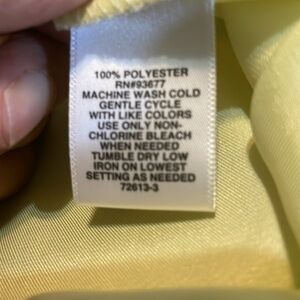 100% POLYESTER
RN#93677
MACHINE WASH COLD
GENTLE CYCLE
WITH LIKE COLORS
USE ONLY NON-
CHLORINE BLEACH
WHEN NEEDED
TUMBLE DRY LOW
IRON ON LOWEST
SETTING AS NEEDED
72613-3